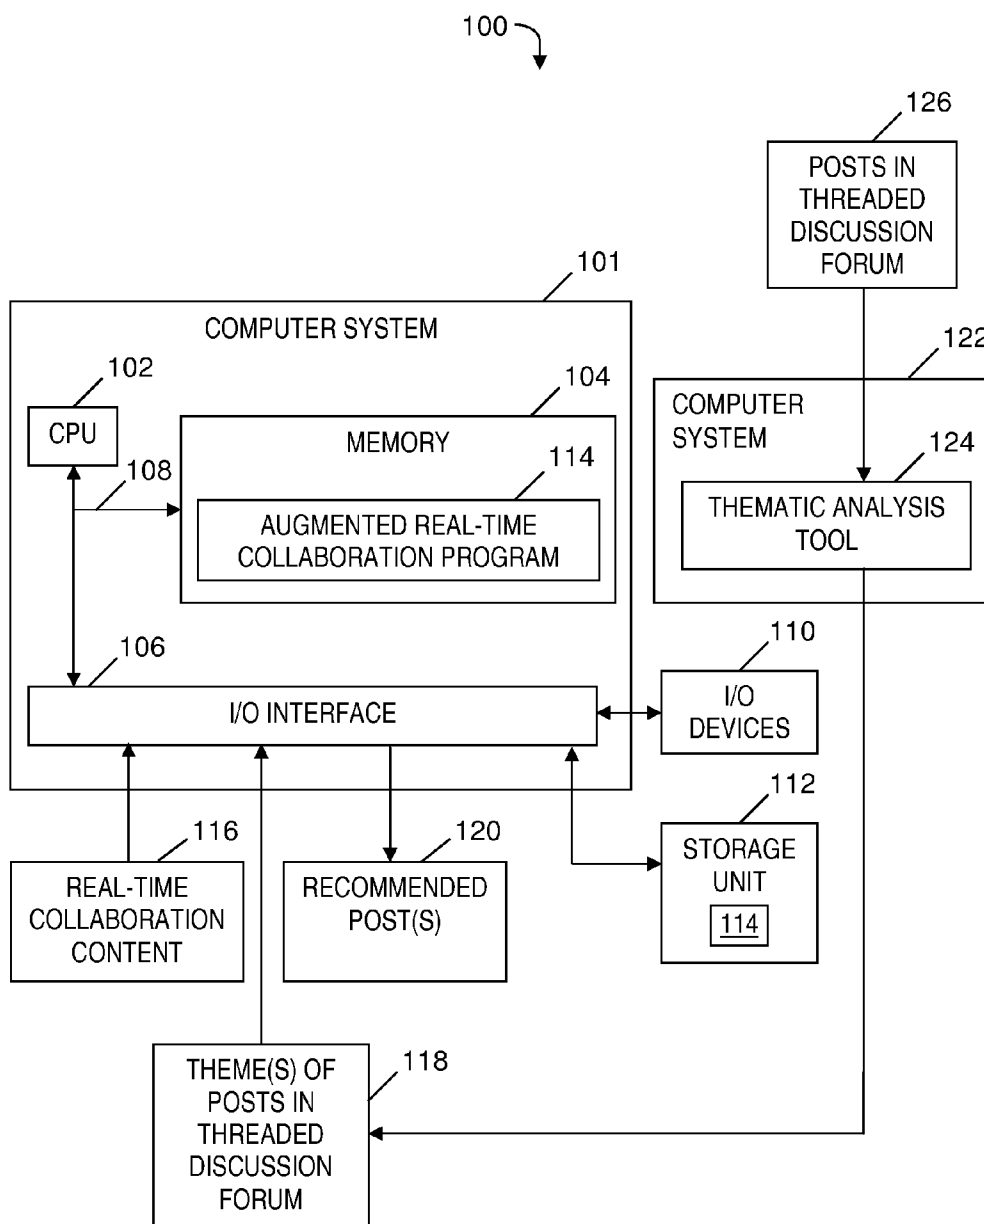 100
126
POSTS IN
THREADED
DISCUSSION
FORUM
101
COMPUTER SYSTEM
122
COMPUTER
SYSTEM
102
CPU
104
MEMORY
108
114
AUGMENTED REAL-TIME
COLLABORATION PROGRAM
124
THEMATIC ANALYSIS
TOOL
106
I/O INTERFACE
110
I/O
DEVICES
112
STORAGE
UNIT
114
116
REAL-TIME
COLLABORATION
CONTENT
120
RECOMMENDED
POST(S)
118
THEME(S) OF
POSTS IN
THREADED
DISCUSSION
FORUM